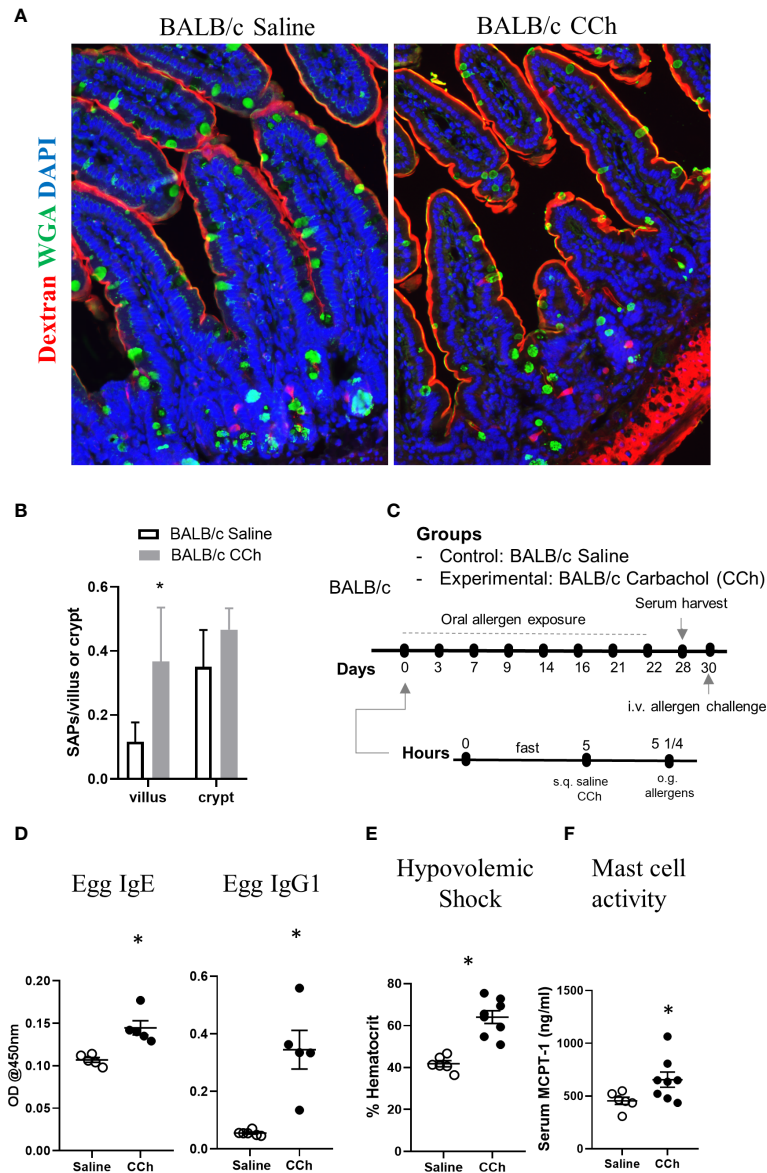 A
BALB/c Saline
BALB/c CCh
Dextran WGA DAPI
B
BALB/c Saline
BALB/c CCh
*
0.6
0.4
0.2
0.0
SAPs/villus or crypt
villus
crypt
C
Groups
- Control: BALB/c Saline
- Experimental: BALB/c Carbachol (CCh)
BALB/c
Serum harvest
Oral allergen exposure
Days
0 3 7 9 14 16 21 22 28 30
i.v. allergen challenge
Hours
0
fast
5
5 1/4
s.q. saline
CCh
o.g.
allergens
D
Egg IgE
*
0.20
0.15
0.10
0.05
0.00
OD @450nm
Saline
CCh
Egg IgG1
*
0.6
0.4
0.2
0.0
Saline
CCh
E
Hypovolemic
Shock
*
80
60
40
20
0
% Hematocrit
Saline
CCh
F
Mast cell
activity
*
1500
1000
500
0
Serum MCPT-1 (ng/ml)
Saline
CCh